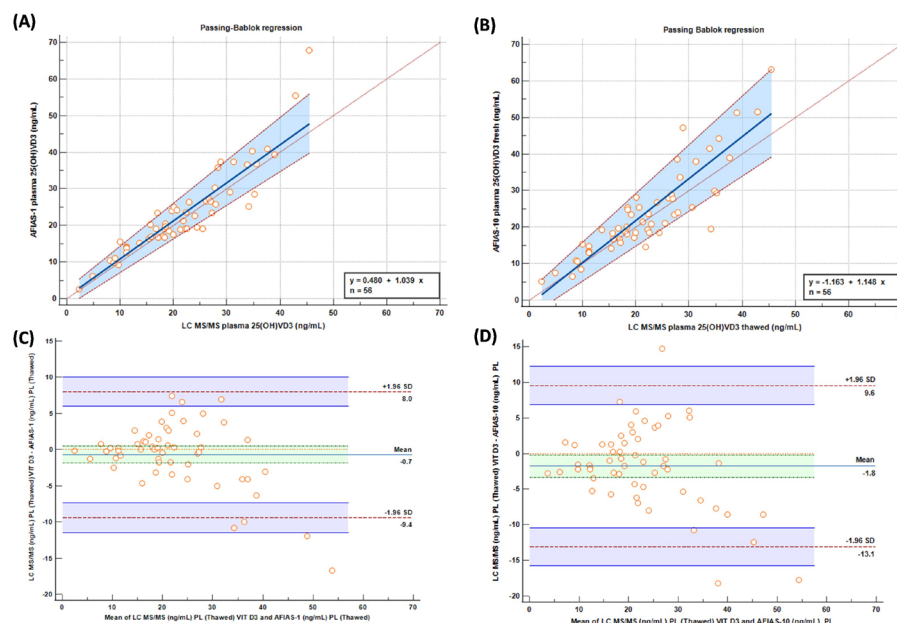 (A)
Passing-Bablok regression
AFIAS-1 plasma 25(OH)VD3 (ng/mL)
70
60
50
40
30
20
10
0
y = 0.480 + 1.039 x
n = 56
0 10 20 30 40 50 60 70
LC MS/MS plasma 25(OH)VD3 (ng/mL)
(B)
Passing Bablok regression
AFIAS-10 plasma 25(OH)VD3 fresh (ng/mL)
70
60
50
40
30
20
10
0
y = -1.163 + 1.148 x
n = 56
0 10 20 30 40 50 60
LC MS/MS plasma 25(OH)VD3 thawed (ng/mL)
(C)
LC MS/MS (ng/mL) PL (Thawed) VIT D3 - AFIAS-1 (ng/mL) PL (Thawed)
15
10
5
0
-5
-10
-15
-20
+1.96 SD
8.0
Mean
-0.7
-1.96 SD
-9.4
0 10 20 30 40 50 60 70
Mean of LC MS/MS (ng/mL) PL (Thawed) VIT D3 and AFIAS-1 (ng/mL) PL (Thawed)
(D)
LC MS/MS (ng/mL) PL (Thawed) VIT D3 - AFIAS-10 (ng/mL) PL
15
10
5
0
-5
-10
-15
-20
+1.96 SD
9.6
Mean
-1.8
-1.96 SD
-13.1
0 10 20 30 40 50 60 70
Mean of LC MS/MS (ng/mL) PL (Thawed) VIT D3 and AFIAS-10 (ng/mL) PL